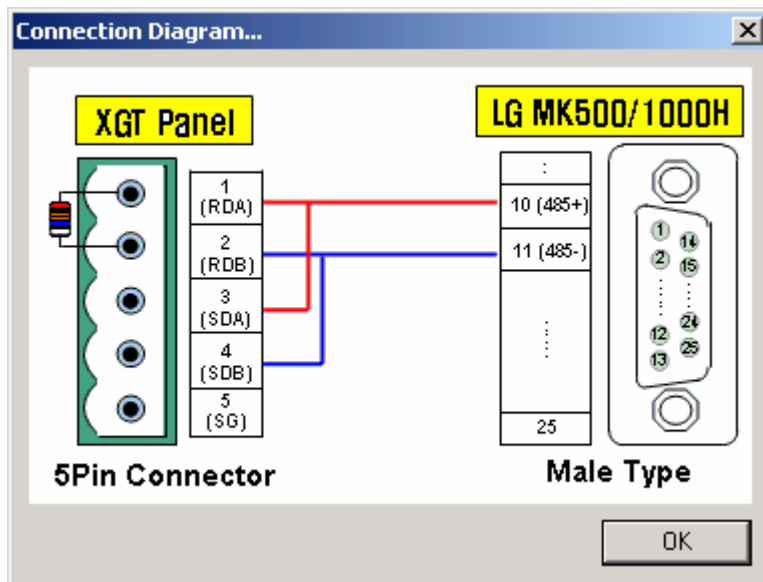 Connection Diagram...
XGT Panel
LG MK500/1000H
1
(RDA)
2
(RDB)
3
(SDA)
4
(SDB)
5
(SG)
:
10 (485+)
11 (485-)
25
1
14
2
15
12
24
13
25
5Pin Connector
Male Type
OK